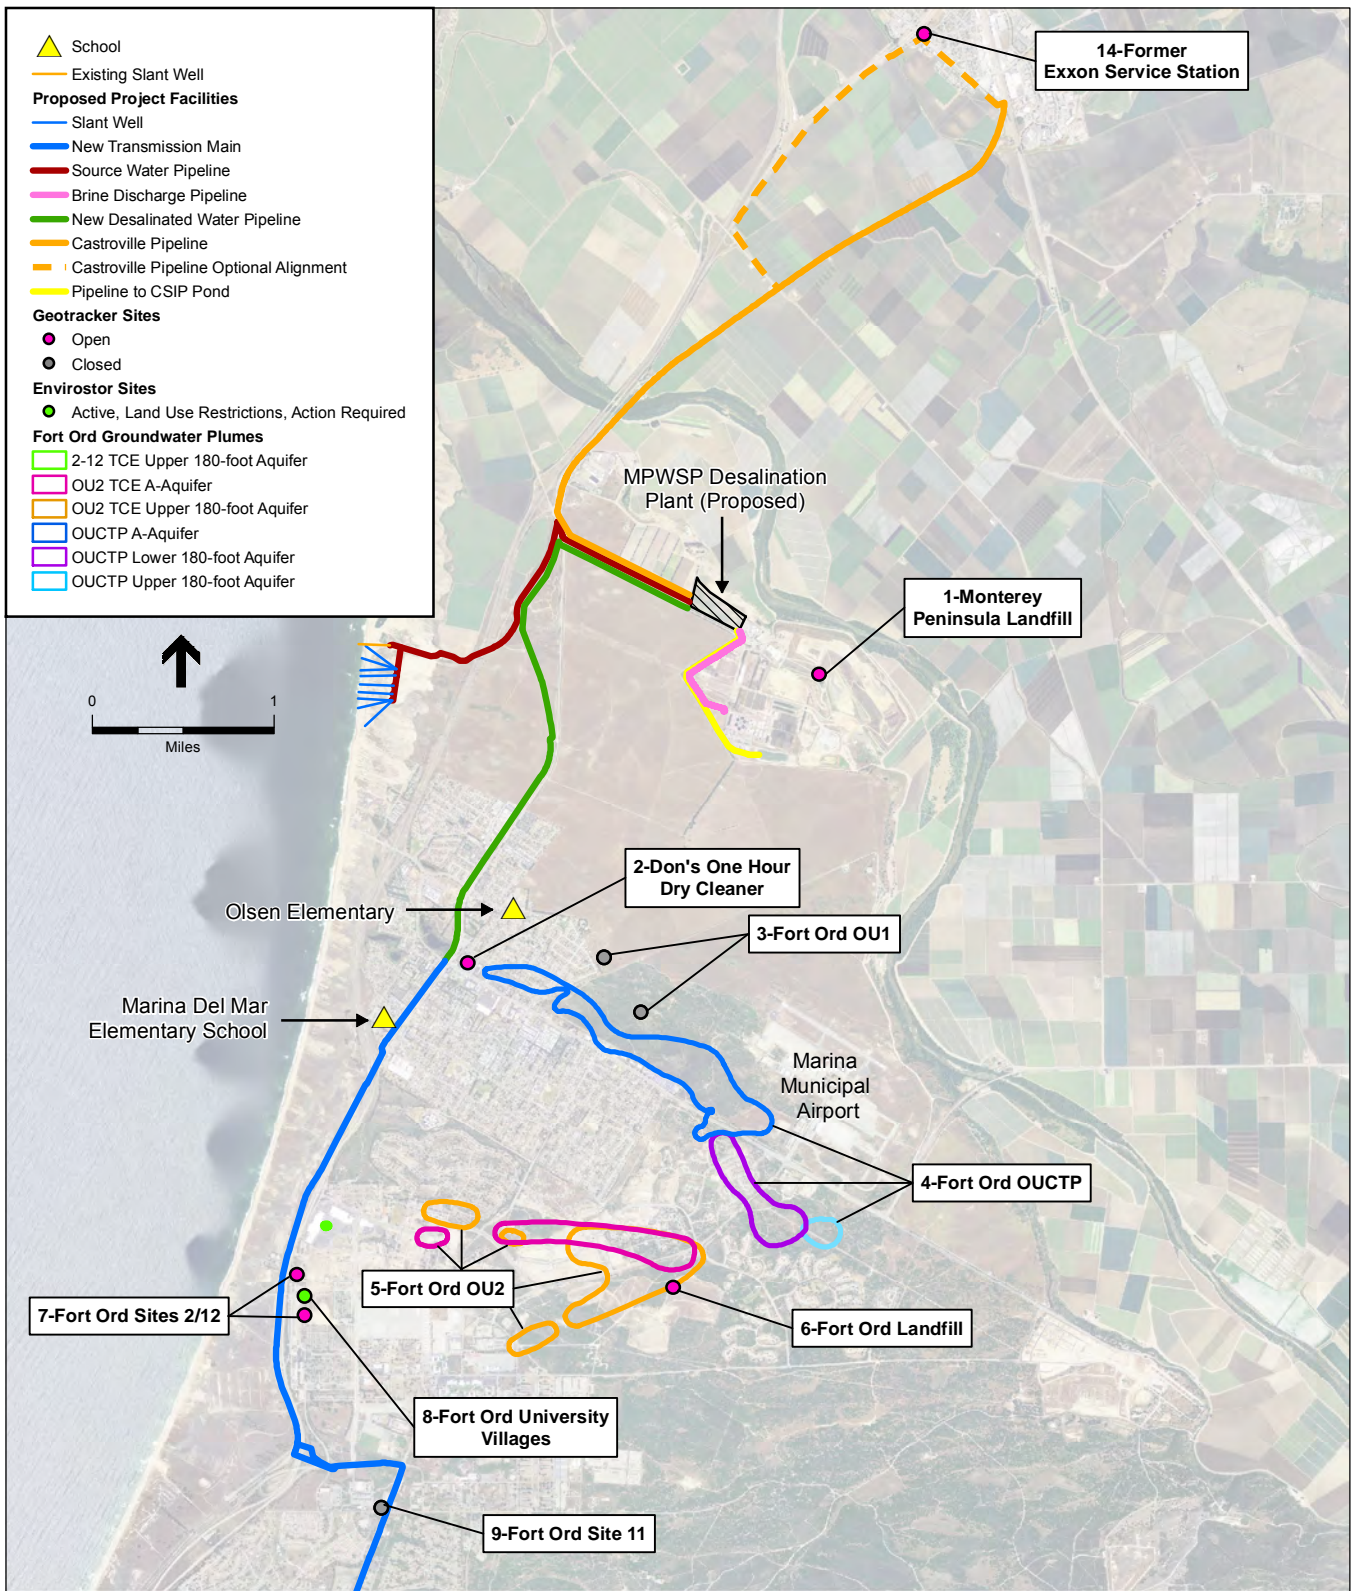 School
Existing Slant Well
Proposed Project Facilities
Slant Well
New Transmission Main
Source Water Pipeline
Brine Discharge Pipeline
New Desalinated Water Pipeline
Castroville Pipeline
Castroville Pipeline Optional Alignment
Pipeline to CSIP Pond
Geotracker Sites
Open
Closed
Envirostor Sites
Active, Land Use Restrictions, Action Required
Fort Ord Groundwater Plumes
2-12 TCE Upper 180-foot Aquifer
OU2 TCE A-Aquifer
OU2 TCE Upper 180-foot Aquifer
OUCTP A-Aquifer
OUCTP Lower 180-foot Aquifer
OUCTP Upper 180-foot Aquifer
0 1
Miles
14-Former
Exxon Service Station
MPWSP Desalination
Plant (Proposed)
1-Monterey
Peninsula Landfill
2-Don's One Hour
Dry Cleaner
Olsen Elementary
3-Fort Ord OU1
Marina Del Mar
Elementary School
Marina
Municipal
Airport
4-Fort Ord OUCTP
5-Fort Ord OU2
7-Fort Ord Sites 2/12
6-Fort Ord Landfill
8-Fort Ord University
Villages
9-Fort Ord Site 11